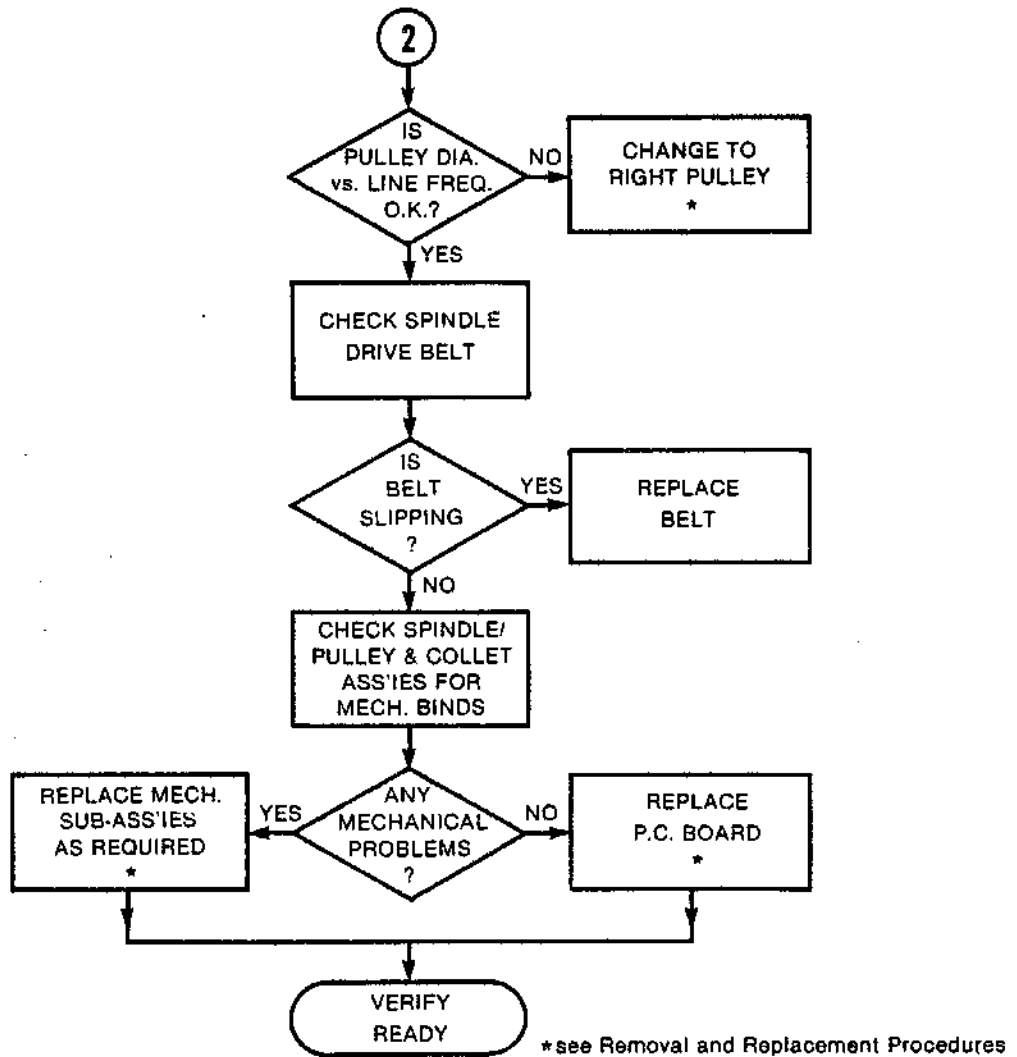 2
IS
PULLEY DIA.
vs. LINE FREQ.
O.K.?
NO
CHANGE TO
RIGHT PULLEY
*
YES
CHECK SPINDLE
DRIVE BELT
IS
BELT
SLIPPING
?
YES
REPLACE
BELT
NO
CHECK SPINDLE/
PULLEY & COLLET
ASS'IES FOR
MECH. BINDS
ANY
MECHANICAL
PROBLEMS
?
YES
REPLACE MECH.
SUB-ASS'IES
AS REQUIRED
*
NO
REPLACE
P.C. BOARD
*
VERIFY
READY
*see Removal and Replacement Procedures